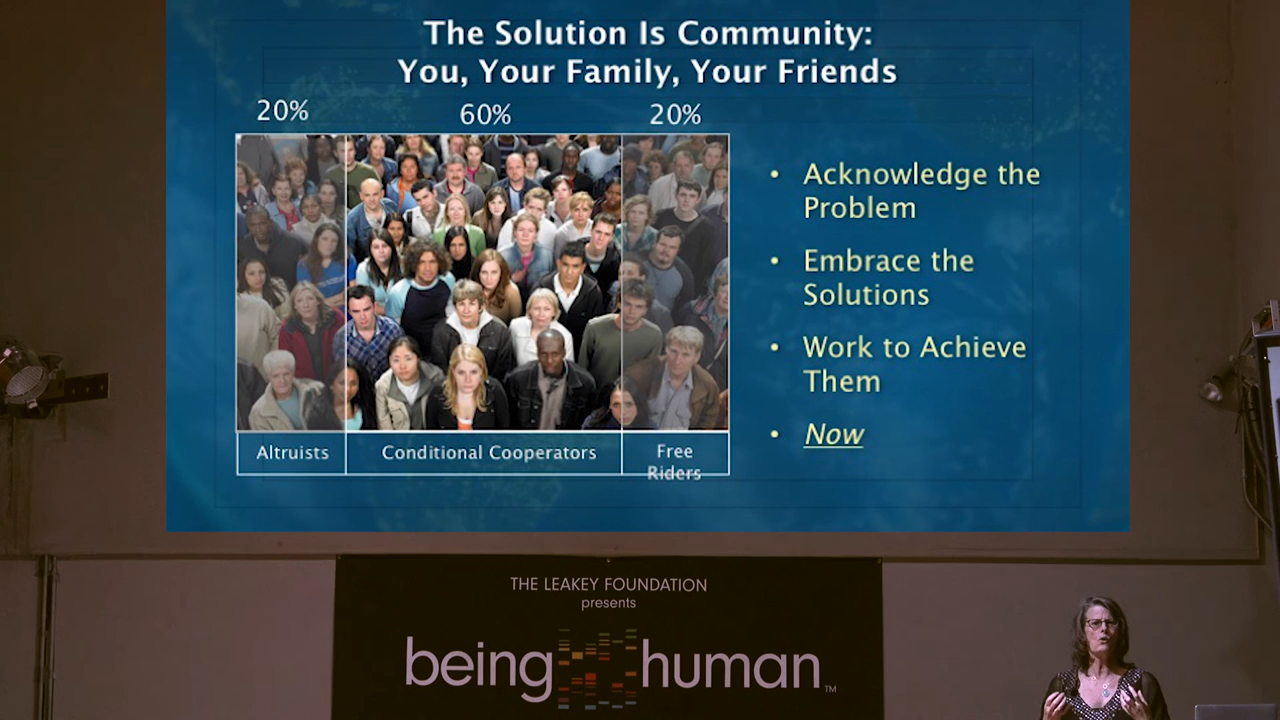 The Solution Is Community:
You, Your Family, Your Friends
20%
60%
20%
Altruists
Conditional Cooperators
Free
Riders
• Acknowledge the
Problem
• Embrace the
Solutions
• Work to Achieve
Them
• Now
THE LEAKEY FOUNDATION
presents
being human™